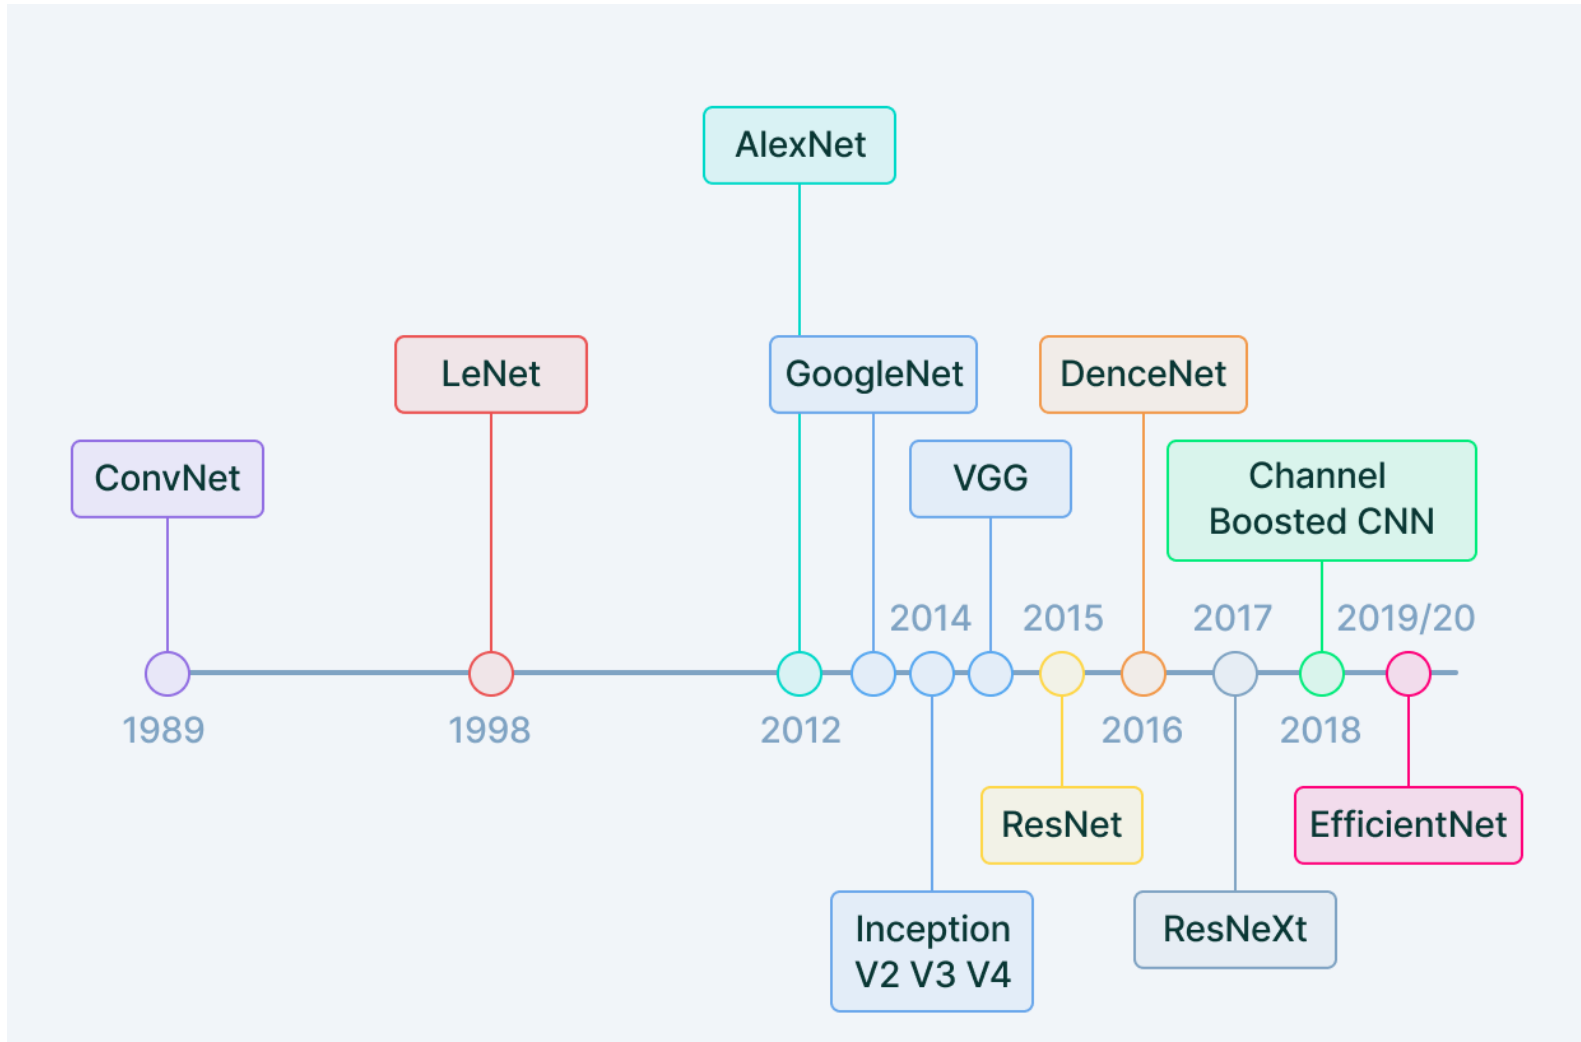 AlexNet
LeNet
GoogleNet
DenceNet
ConvNet
VGG
Channel
Boosted CNN
2014
2015
2017
2019/20
1989
1998
2012
2016
2018
ResNet
EfficientNet
Inception
V2 V3 V4
ResNeXt